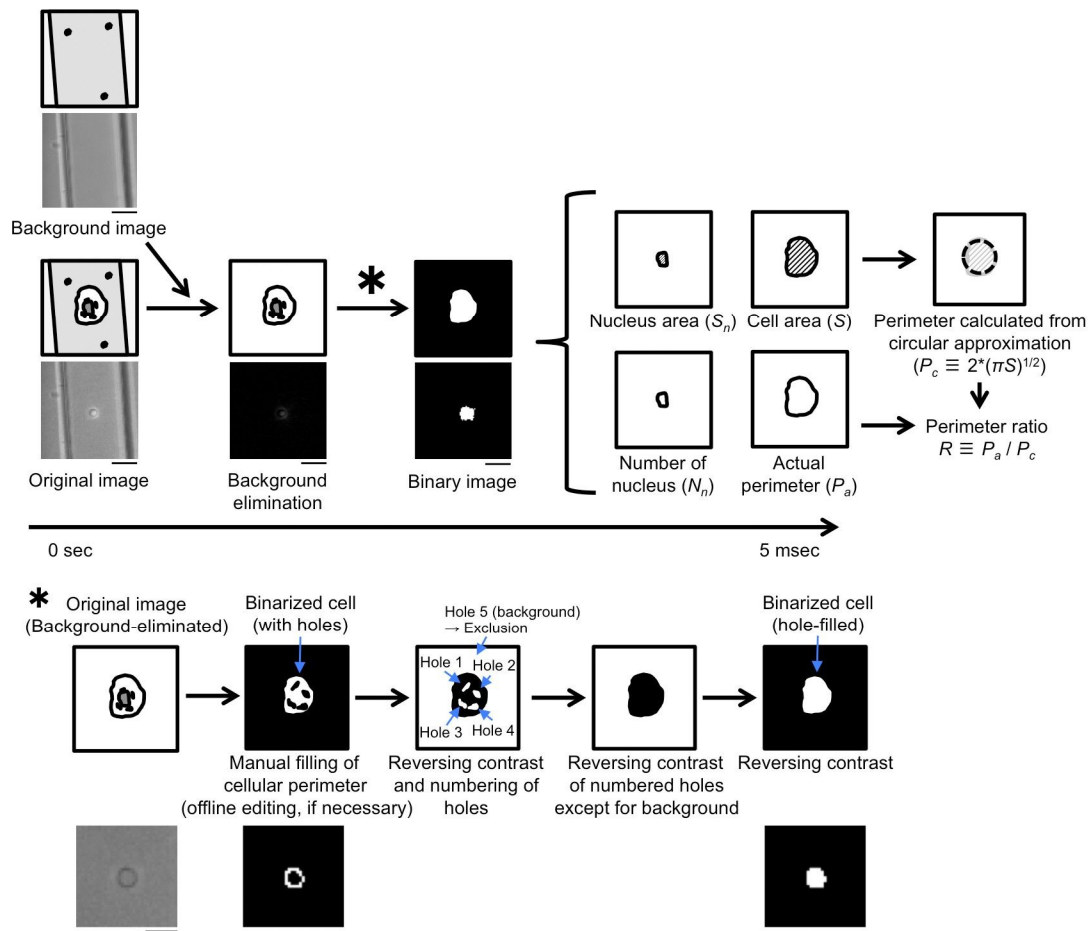 Background image
Original image
Background
elimination
Binary image
*
Nucleus area (Sₙ)
Cell area (S)
Perimeter calculated from
circular approximation
(P꜀ ≡ 2*(πS)¹/²)
Number of
nucleus (Nₙ)
Actual
perimeter (Pₐ)
Perimeter ratio
R ≡ Pₐ / P꜀
0 sec
5 msec
* Original image
(Background-eliminated)
Binarized cell
(with holes)
Hole 5 (background)
→ Exclusion
Hole 1
Hole 2
Hole 3
Hole 4
Binarized cell
(hole-filled)
Manual filling of
cellular perimeter
(offline editing, if necessary)
Reversing contrast
and numbering of
holes
Reversing contrast
of numbered holes
except for background
Reversing contrast